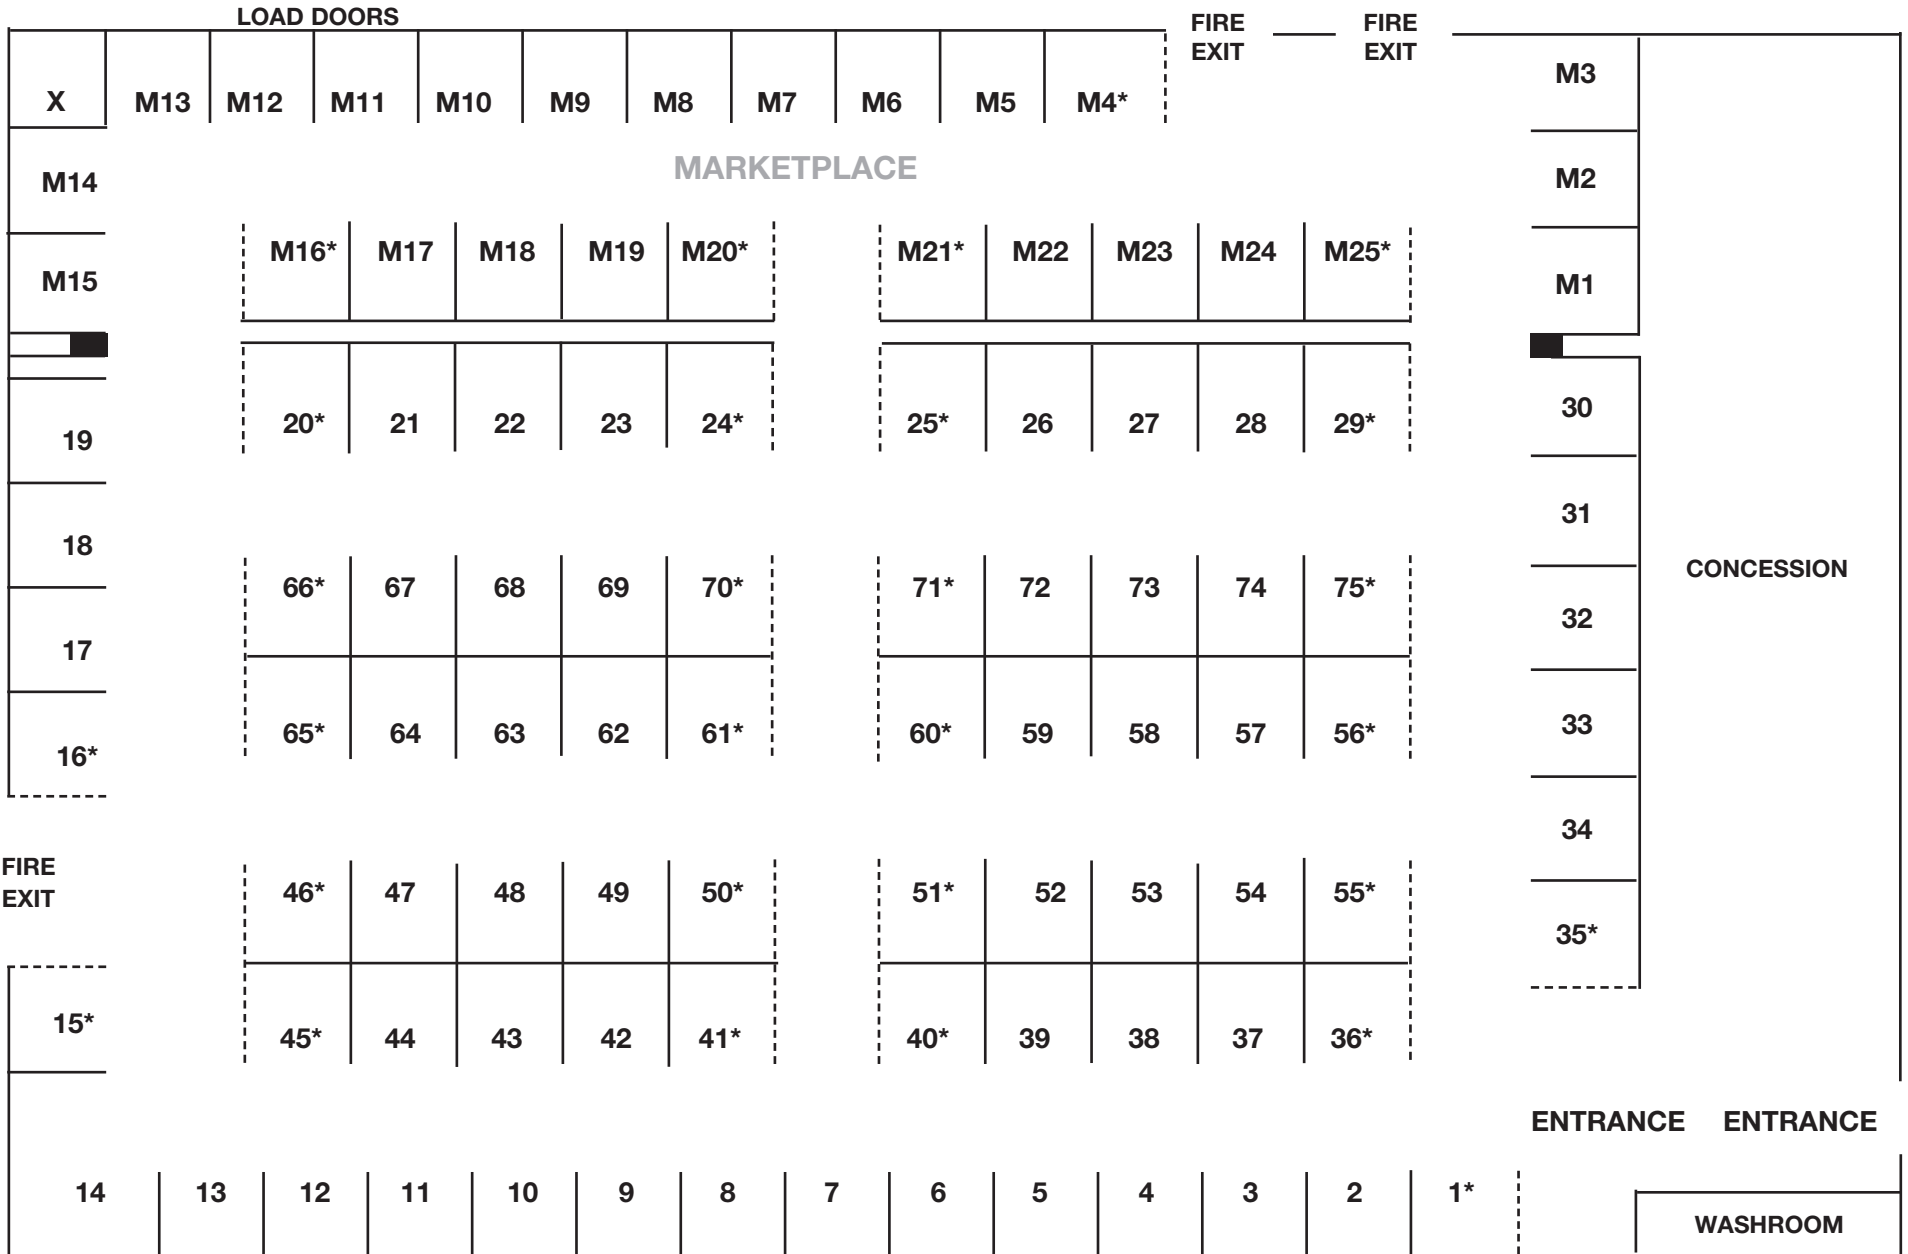 LOAD DOORS
FIRE EXIT
FIRE EXIT
X M13 M12 M11 M10 M9 M8 M7 M6 M5 M4* M3
MARKETPLACE
M14 M2
M16* M17 M18 M19 M20* M21* M22 M23 M24 M25*
M15 M1
20* 21 22 23 24* 25* 26 27 28 29* 30
19
31
18
CONCESSION
66* 67 68 69 70* 71* 72 73 74 75*
32
17
65* 64 63 62 61* 60* 59 58 57 56* 33
16*
34
FIRE
EXIT
46* 47 48 49 50* 51* 52 53 54 55*
35*
15*
45* 44 43 42 41* 40* 39 38 37 36*
ENTRANCE ENTRANCE
14 13 12 11 10 9 8 7 6 5 4 3 2 1*
WASHROOM